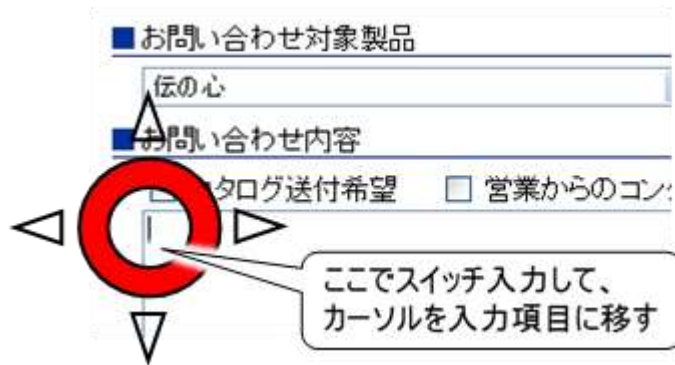 ■お問い合わせ対象製品
伝の心
■お問い合わせ内容
タログ送付希望 □ 営業からのコン
ここでスイッチ入力して、
カーソルを入力項目に移す